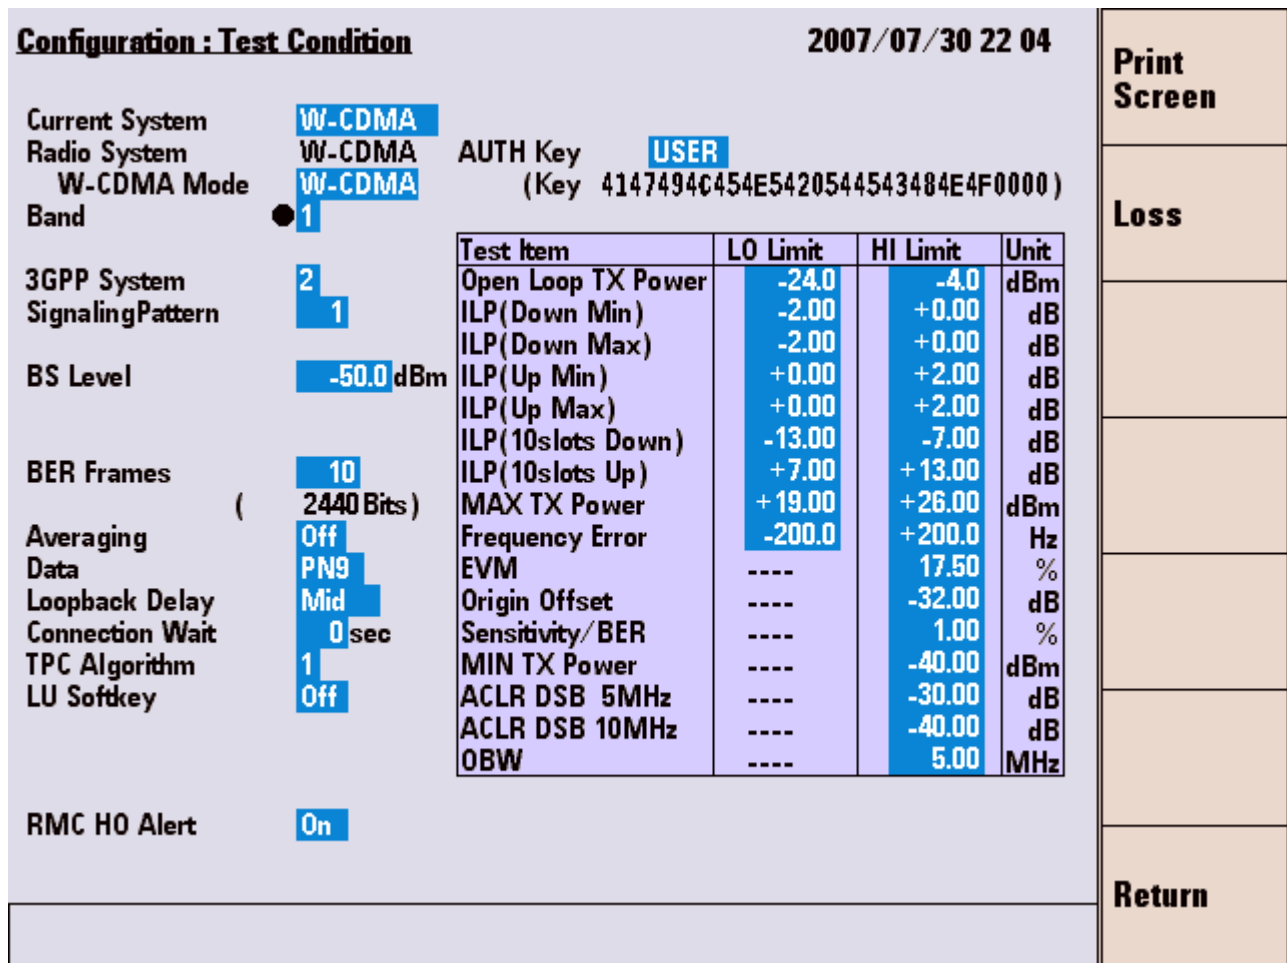 Configuration : Test Condition 2007/07/30 22 04
Current System W-CDMA
Radio System W-CDMA AUTH Key USER
W-CDMA Mode W-CDMA (Key 4147494C454E5420544543484E4F0000)
Band 1
Test Item LO Limit HI Limit Unit
3GPP System 2 Open Loop TX Power -24.0 -4.0 dBm
SignalingPattern 1 ILP(Down Min) -2.00 +0.00 dB
ILP(Down Max) -2.00 +0.00 dB
BS Level -50.0 dBm ILP(Up Min) +0.00 +2.00 dB
ILP(Up Max) +0.00 +2.00 dB
ILP(10slots Down) -13.00 -7.00 dB
BER Frames 10 ILP(10slots Up) +7.00 +13.00 dB
( 2440 Bits) MAX TX Power +19.00 +26.00 dBm
Averaging Off Frequency Error -200.0 +200.0 Hz
Data PN9 EVM ---- 17.50 %
Loopback Delay Mid Origin Offset ---- -32.00 dB
Connection Wait 0 sec Sensitivity/BER ---- 1.00 %
TPC Algorithm 1 MIN TX Power ---- -40.00 dBm
LU Softkey Off ACLR DSB 5MHz ---- -30.00 dB
ACLR DSB 10MHz ---- -40.00 dB
OBW ---- 5.00 MHz
RMC HO Alert On
Print
Screen
Loss
Return